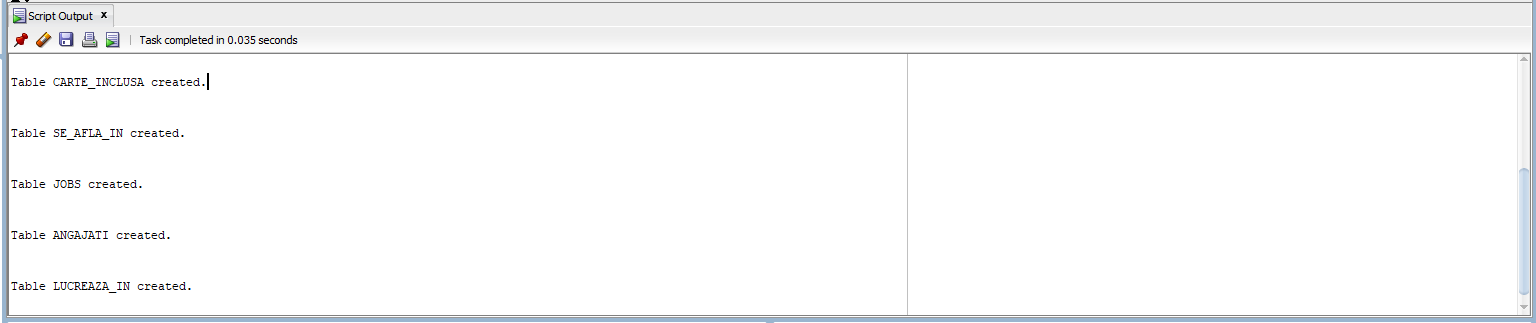 Script Output x
Task completed in 0.035 seconds
Table CARTE_INCLUSA created.
Table SE_AFLA_IN created.
Table JOBS created.
Table ANGAJATI created.
Table LUCREAZA_IN created.